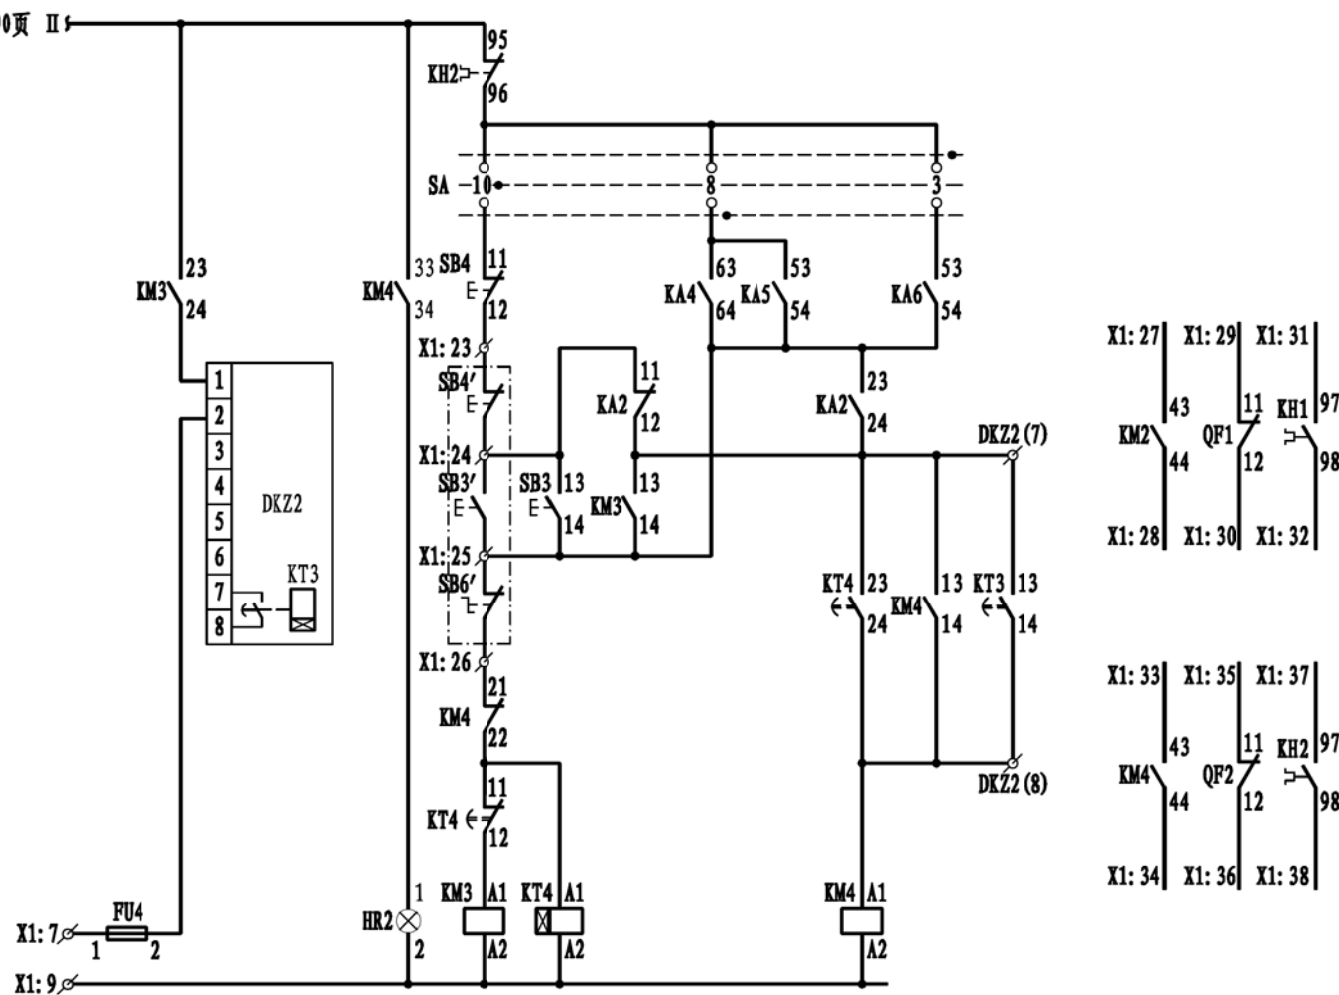 0页 II
95
KH2
96
SA 10 8 3
23
KM3
24
33
KM4
34
SB4 11
12
63
KA4
64
53
KA5
54
53
KA6
54
X1:23
SB4'
X1:24
SB3'
X1:25
SB6'
X1:26
11
KA2
12
SB3 13
14
13
KM3
14
23
KA2
24
DKZ2(7)
1
2
3
4
5
6
7
8
DKZ2
KT3
KT4 23
24
13
KM4
14
KT3 13
14
DKZ2(8)
21
KM4
22
11
KT4
12
1
HR2
2
KM3 A1
A2
KT4 A1
A2
KM4 A1
A2
FU4
X1:7
1 2
X1:9
X1:27 X1:29 X1:31
43 11 KH1 97
KM2 QF1
44 12 98
X1:28 X1:30 X1:32
X1:33 X1:35 X1:37
43 11 KH2 97
KM4 QF2
44 12 98
X1:34 X1:36 X1:38